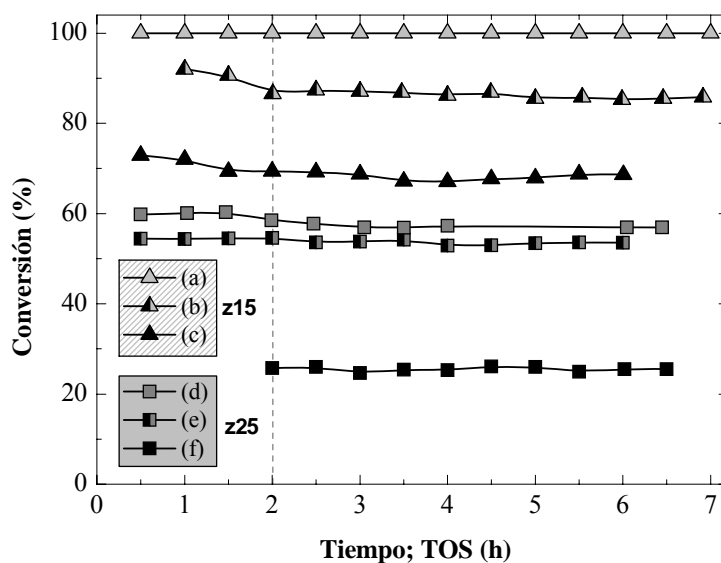 100
80
60
40
20
0
Conversión (%)
(a)
(b) z15
(c)
(d)
(e) z25
(f)
0 1 2 3 4 5 6 7
Tiempo; TOS (h)